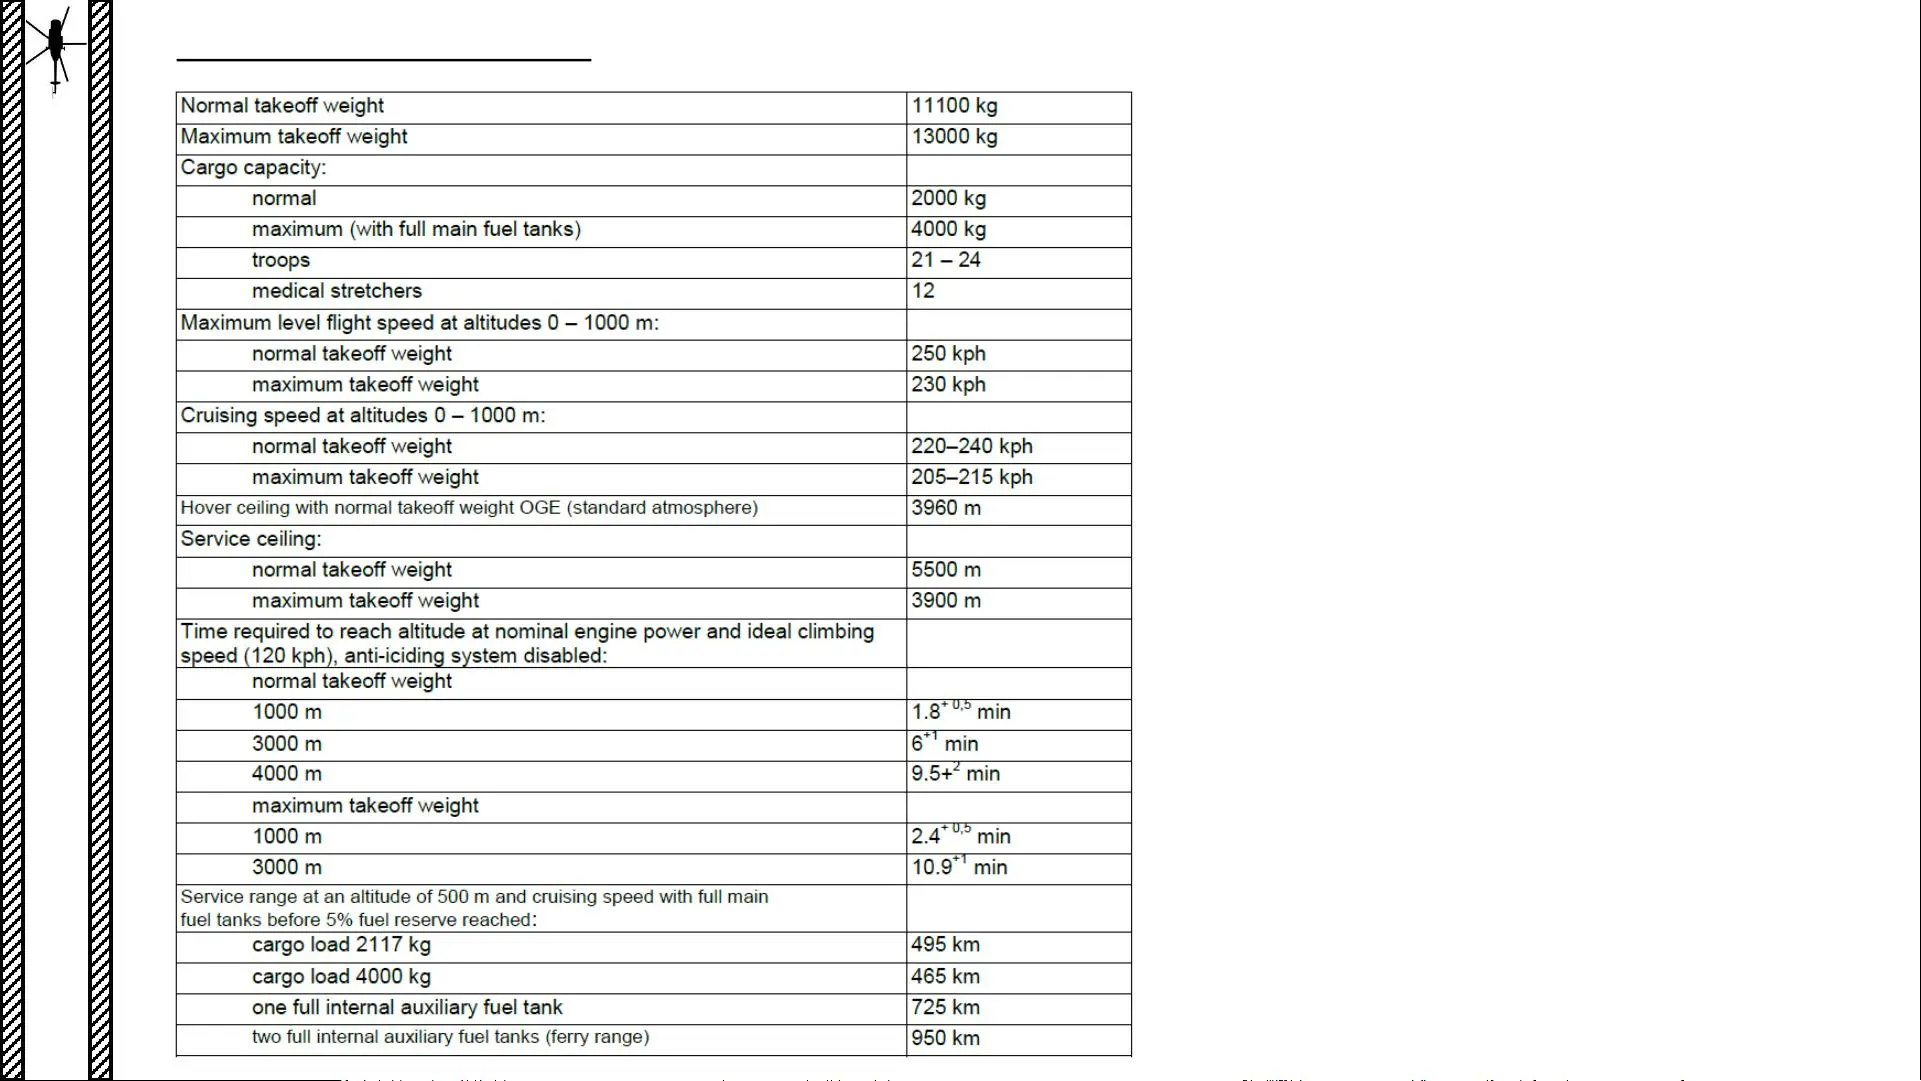 Normal takeoff weight 11100 kg
Maximum takeoff weight 13000 kg
Cargo capacity:
normal 2000 kg
maximum (with full main fuel tanks) 4000 kg
troops 21 – 24
medical stretchers 12
Maximum level flight speed at altitudes 0 – 1000 m:
normal takeoff weight 250 kph
maximum takeoff weight 230 kph
Cruising speed at altitudes 0 – 1000 m:
normal takeoff weight 220–240 kph
maximum takeoff weight 205–215 kph
Hover ceiling with normal takeoff weight OGE (standard atmosphere) 3960 m
Service ceiling:
normal takeoff weight 5500 m
maximum takeoff weight 3900 m
Time required to reach altitude at nominal engine power and ideal climbing
speed (120 kph), anti-iciding system disabled:
normal takeoff weight
1000 m 1.8⁺ ⁰,⁵ min
3000 m 6⁺¹ min
4000 m 9.5+² min
maximum takeoff weight
1000 m 2.4⁺ ⁰,⁵ min
3000 m 10.9⁺¹ min
Service range at an altitude of 500 m and cruising speed with full main
fuel tanks before 5% fuel reserve reached:
cargo load 2117 kg 495 km
cargo load 4000 kg 465 km
one full internal auxiliary fuel tank 725 km
two full internal auxiliary fuel tanks (ferry range) 950 km